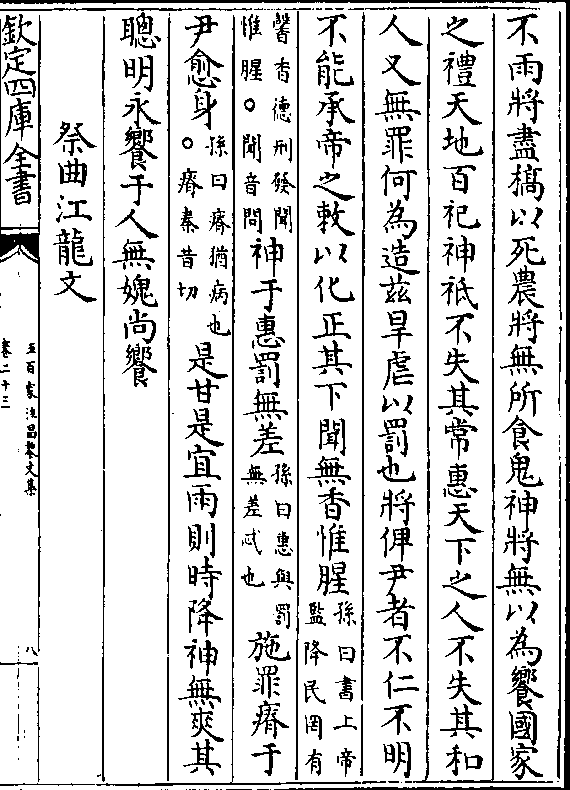 不雨將盡槁以死農將無所食鬼神將無以為饗國家
之禮天地百祀神祇不失其常惠天下之人不失其和
人又無罪何為造兹旱虐以罰也將俾尹者不仁不明
不能承帝之敕以化正其下聞無香惟腥孫曰書上帝監降民罔有
馨香德刑發聞惟腥。聞音問神于惠罰無差孫曰惠與罰無差忒也施罪瘠于
尹愈身孫曰瘠猶病也。瘠秦昔切是甘是宜雨則時降神無爽其
聰明永饗于人無媿尚饗
祭曲江龍文
欽定四庫全書
五百家注昌黎文集
卷二十三
八